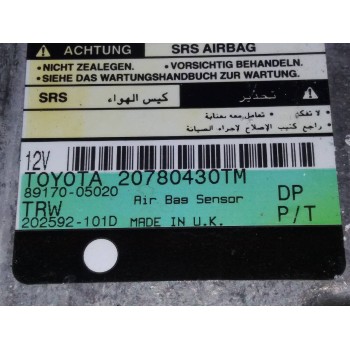 ACHTUNG SRS AIRBAG
•NICHT ZEALEGEN. •VORSICHTIG BEHANDELN.
•SIEHE DAS WARTUNGSHANDBUCH ZUR WARTUNG.
SRS كيس الهواء تحذير
• لا تفكك • تعامل معه بعناية
• راجع كتيب الإصلاح لإجراء الصيانة
12V
TOYOTA 20780430TM
89170-05020 Air Bag Sensor DP
TRW P/T
202592-101D MADE IN U.K.